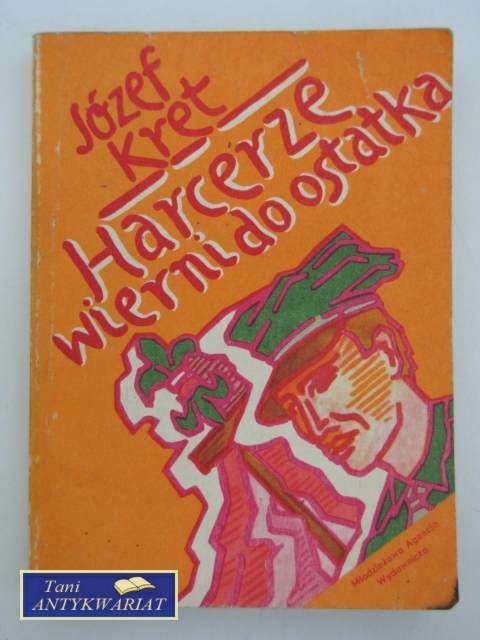 Józef
Kret
Harcerze
wierni do ostatka
Młodzieżowa Agencja
Wydawnicza
Tani
ANTYKWARIAT